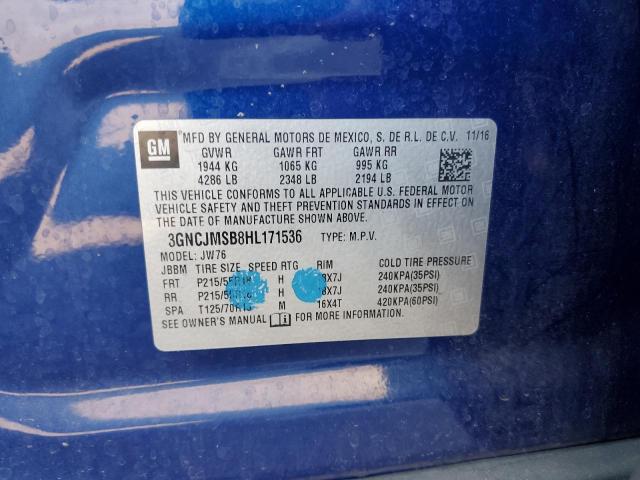 GM MFD BY GENERAL MOTORS DE MEXICO, S. DE R.L. DE C.V. 11/16
GVWR GAWR FRT GAWR RR
1944 KG 1065 KG 995 KG
4286 LB 2348 LB 2194 LB
THIS VEHICLE CONFORMS TO ALL APPLICABLE U.S. FEDERAL MOTOR
VEHICLE SAFETY AND THEFT PREVENTION STANDARDS IN EFFECT ON
THE DATE OF MANUFACTURE SHOWN ABOVE.
3GNCJMSB8HL171536 TYPE: M.P.V.
MODEL: JW76
JBBM TIRE SIZE SPEED RTG RIM COLD TIRE PRESSURE
FRT H 240KPA(35PSI)
RR H 240KPA(35PSI)
SPA M 16X4T 420KPA(60PSI)
SEE OWNER'S MANUAL FOR MORE INFORMATION.